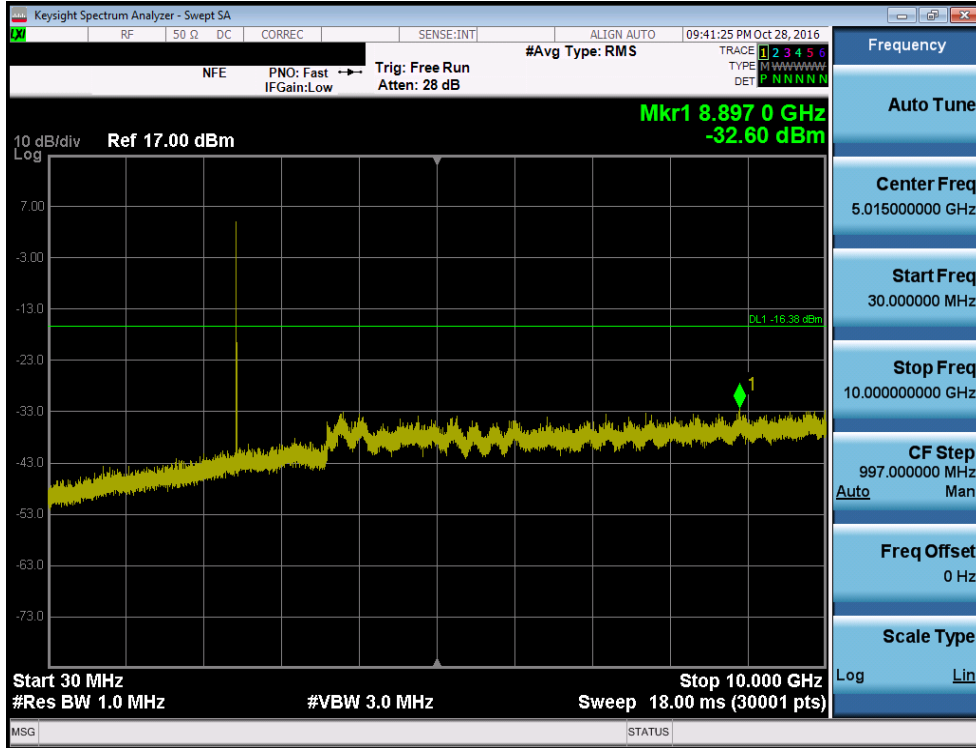 Keysight Spectrum Analyzer - Swept SA
LXI RF 50 Ω DC CORREC SENSE:INT ALIGN AUTO 09:41:25 PM Oct 28, 2016
NFE PNO: Fast Trig: Free Run #Avg Type: RMS TRACE 1 2 3 4 5 6
IFGain:Low Atten: 28 dB TYPE M WWWWW
DET P N N N N N
Mkr1 8.897 0 GHz
-32.60 dBm
10 dB/div Ref 17.00 dBm
Log
7.00
-3.00
-13.0
DL1 -16.38 dBm
-23.0
1
-33.0
-43.0
-53.0
-63.0
-73.0
Start 30 MHz Stop 10.000 GHz
#Res BW 1.0 MHz #VBW 3.0 MHz Sweep 18.00 ms (30001 pts)
MSG STATUS
Frequency
Auto Tune
Center Freq
5.015000000 GHz
Start Freq
30.000000 MHz
Stop Freq
10.000000000 GHz
CF Step
997.000000 MHz
Auto Man
Freq Offset
0 Hz
Scale Type
Log Lin